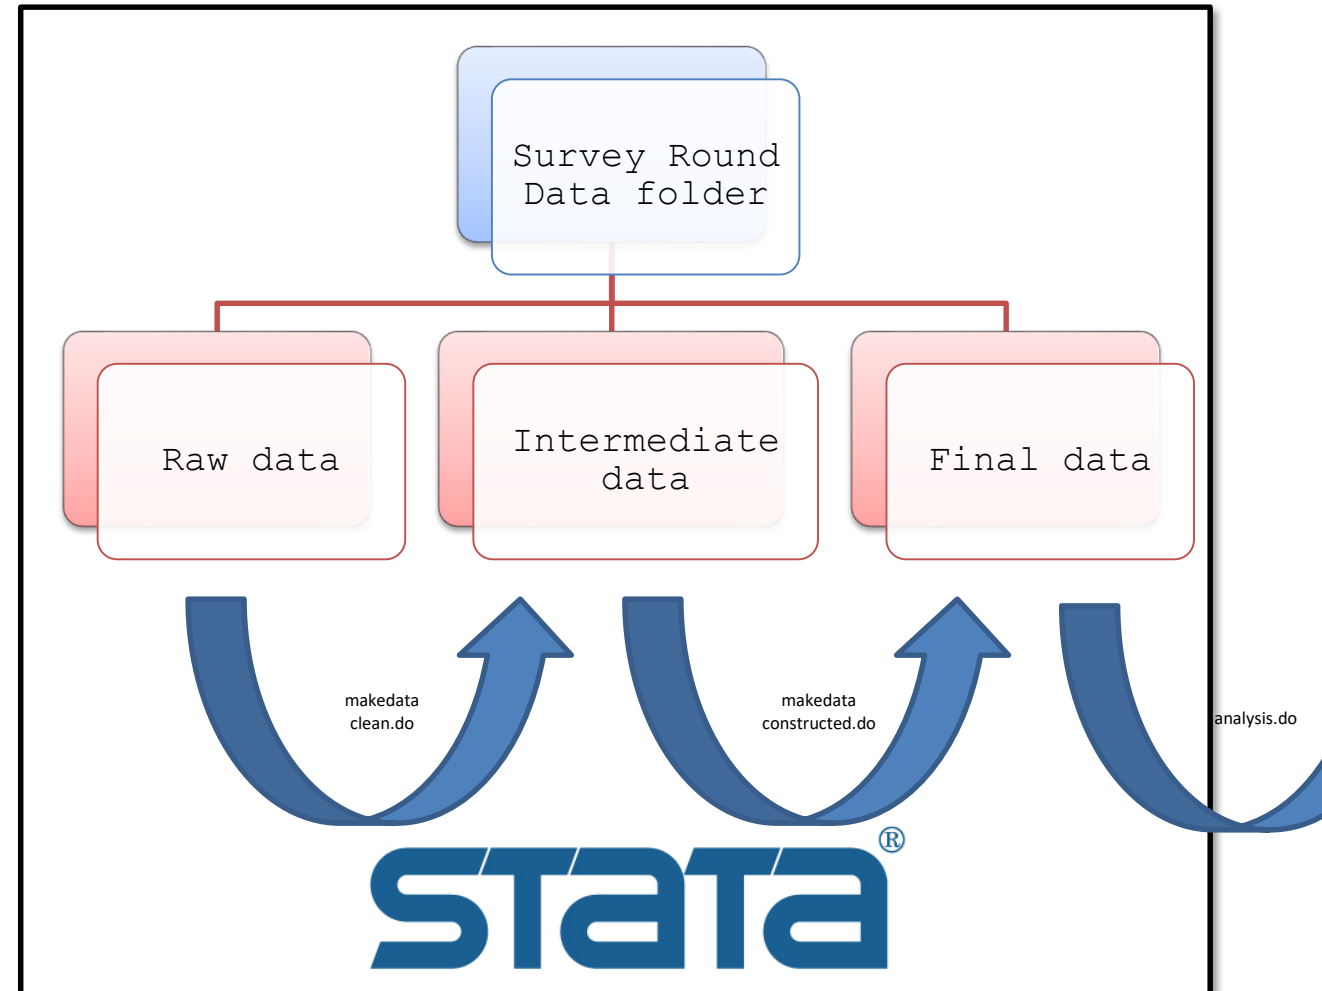 Survey Round
Data folder
Raw data
Intermediate
data
Final data
makedata
clean.do
makedata
constructed.do
analysis.do
STATA®